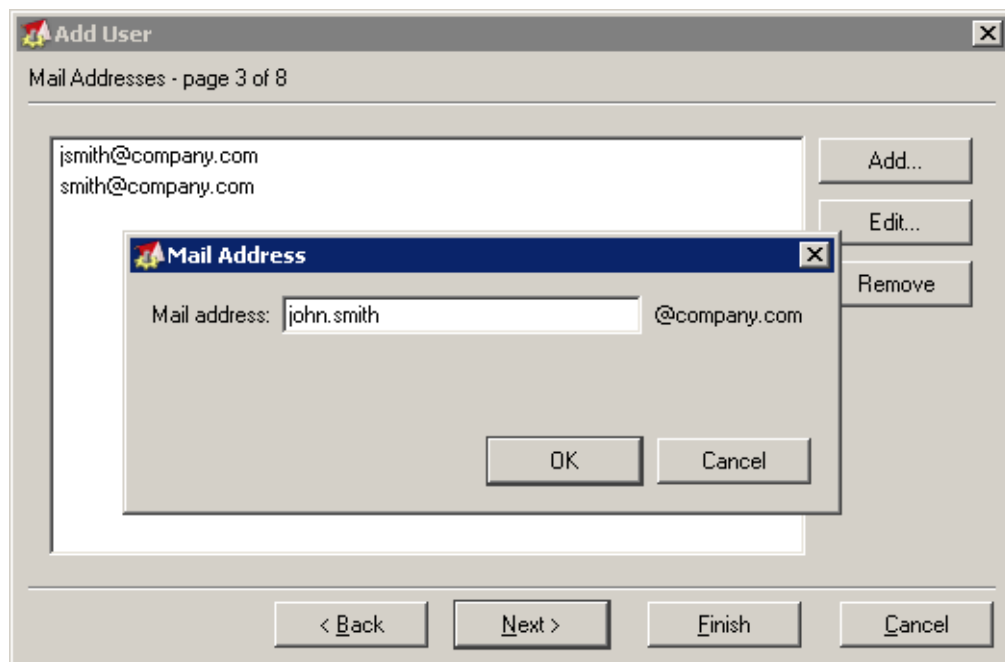 Add User
Mail Addresses - page 3 of 8
jsmith@company.com
smith@company.com
Add...
Edit...
Remove
Mail Address
Mail address: john.smith @company.com
OK Cancel
< Back Next > Finish Cancel